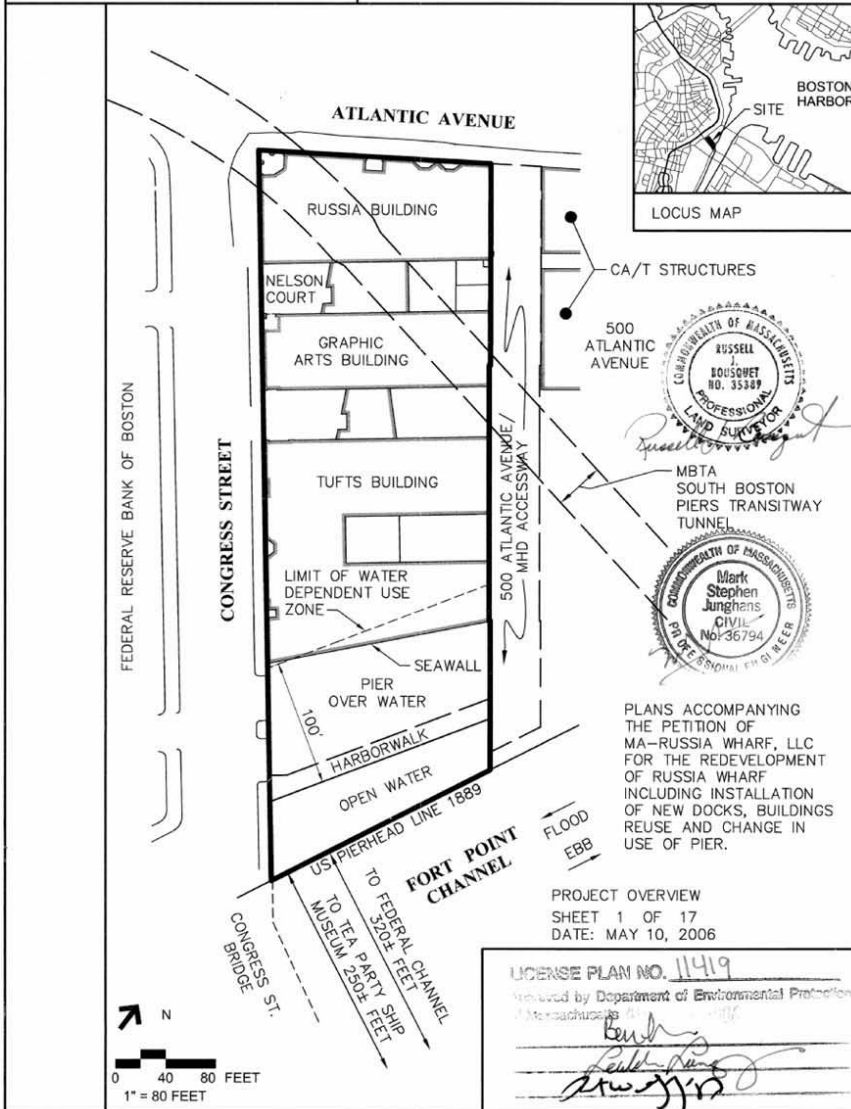 ATLANTIC AVENUE
BOSTON
HARBOR
SITE
LOCUS MAP
RUSSIA BUILDING
NELSON
COURT
GRAPHIC
ARTS BUILDING
TUFTS BUILDING
LIMIT OF WATER
DEPENDENT USE
ZONE
SEAWALL
PIER
OVER WATER
100'
HARBORWALK
OPEN WATER
US PIERHEAD LINE 1889
FEDERAL RESERVE BANK OF BOSTON
CONGRESS STREET
500 ATLANTIC AVENUE/
MHD ACCESSWAY
CA/T STRUCTURES
500
ATLANTIC
AVENUE
COMMONWEALTH OF MASSACHUSETTS
RUSSELL
J.
BOUSQUET
NO. 35389
PROFESSIONAL
LAND SURVEYOR
MBTA
SOUTH BOSTON
PIERS TRANSITWAY
TUNNEL
COMMONWEALTH OF MASSACHUSETTS
Mark
Stephen
Junghans
CIVIL
No. 36794
PROFESSIONAL ENGINEER
PLANS ACCOMPANYING
THE PETITION OF
MA-RUSSIA WHARF, LLC
FOR THE REDEVELOPMENT
OF RUSSIA WHARF
INCLUDING INSTALLATION
OF NEW DOCKS, BUILDINGS
REUSE AND CHANGE IN
USE OF PIER.
FORT POINT
CHANNEL
FLOOD
EBB
TO FEDERAL CHANNEL
320± FEET
TO TEA PARTY SHIP
MUSEUM 250± FEET
CONGRESS ST.
BRIDGE
PROJECT OVERVIEW
SHEET 1 OF 17
DATE: MAY 10, 2006
LICENSE PLAN NO. 11419
by Department of Environmental Protection
Massachusetts
N
0 40 80 FEET
1" = 80 FEET